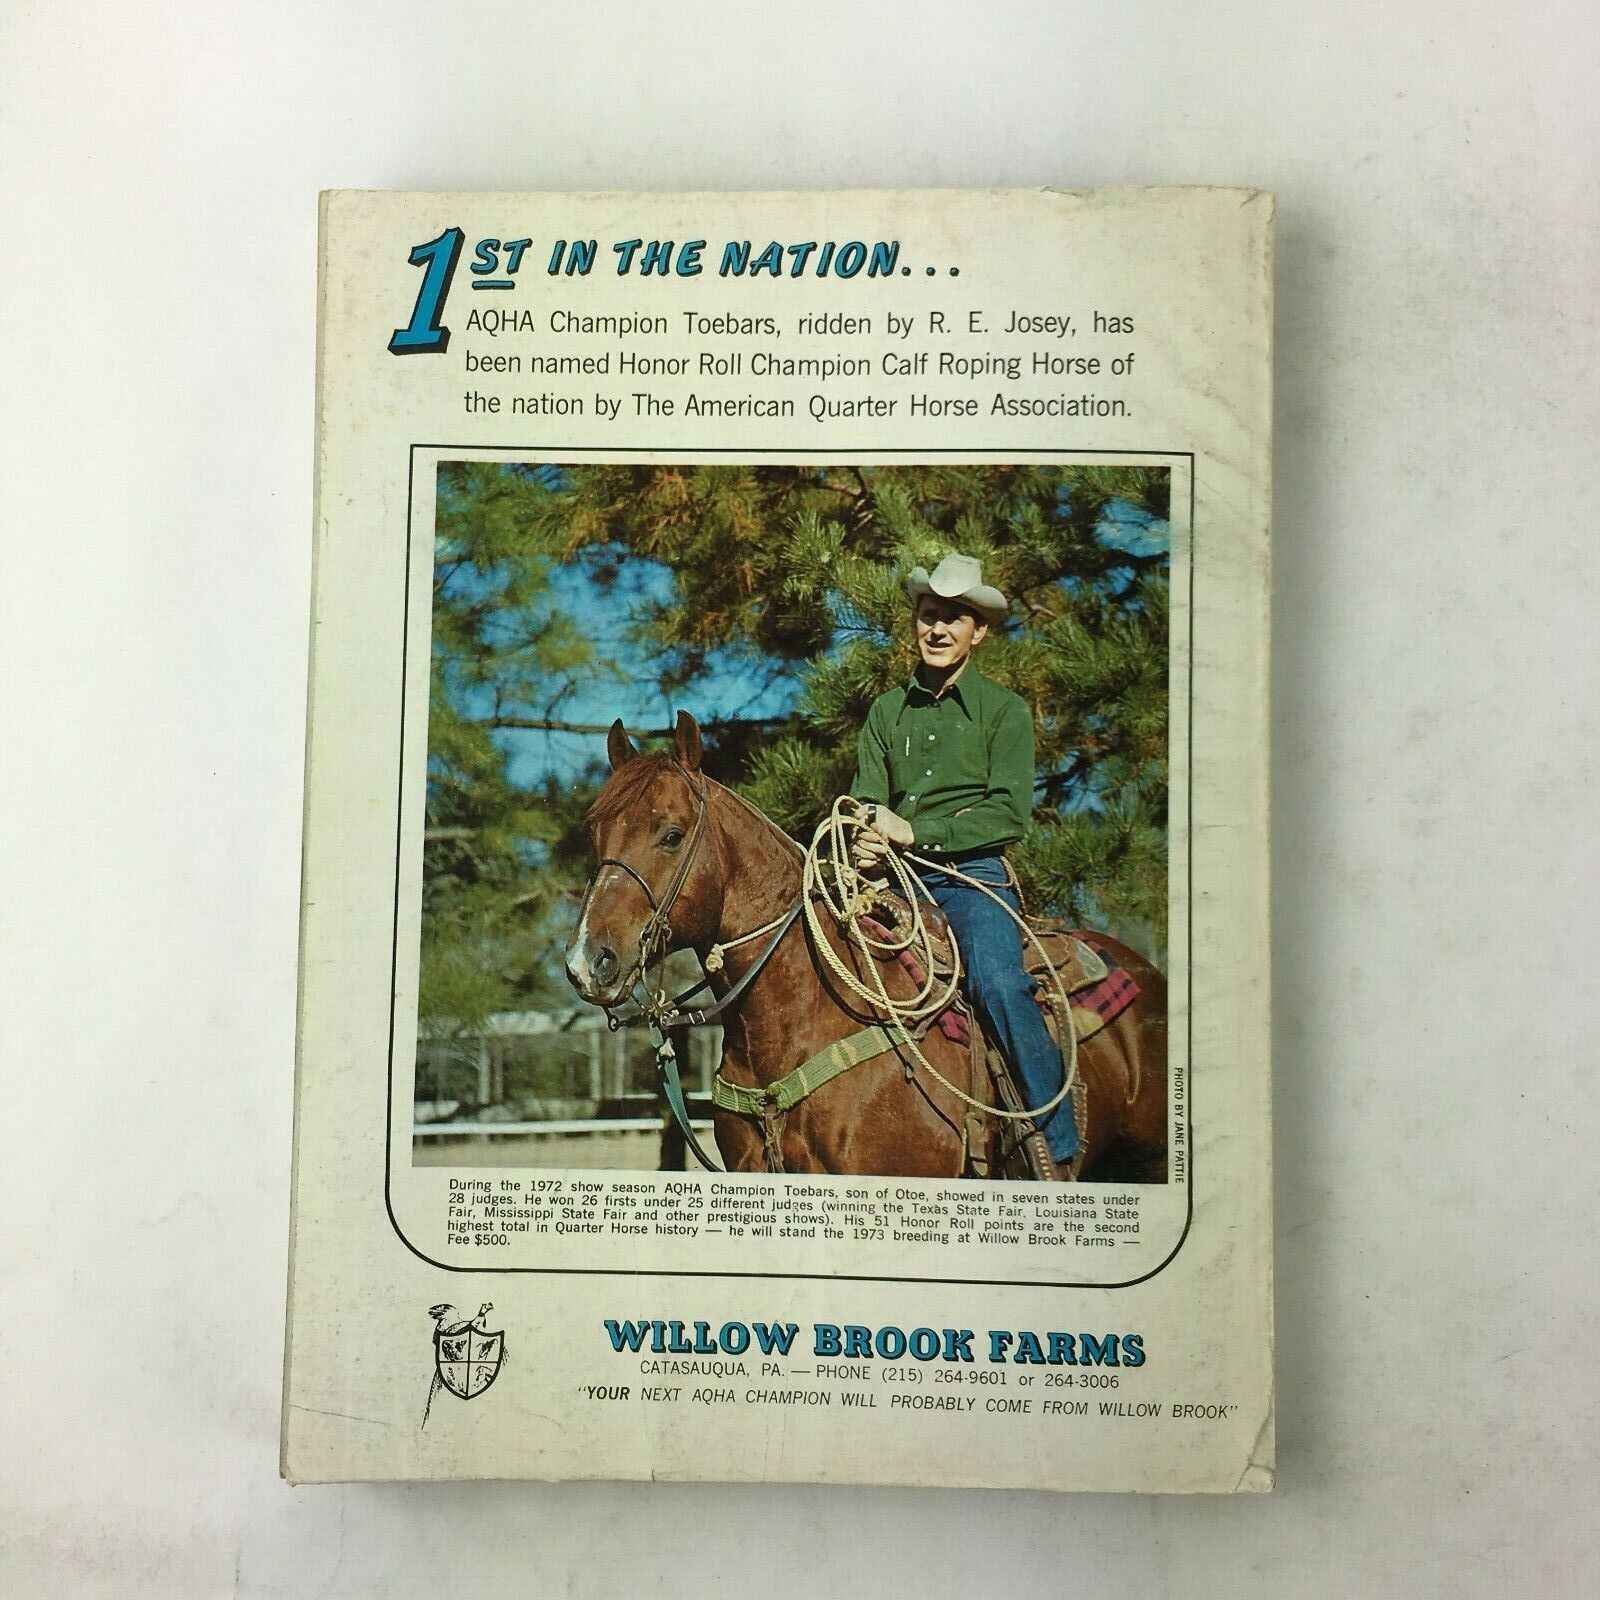 1ST IN THE NATION...
AQHA Champion Toebars, ridden by R. E. Josey, has
been named Honor Roll Champion Calf Roping Horse of
the nation by The American Quarter Horse Association.
PHOTO BY JANE PATTIE
During the 1972 show season AQHA Champion Toebars, son of Otoe, showed in seven states under
28 judges. He won 26 firsts under 25 different judges (winning the Texas State Fair, Louisiana State
Fair, Mississippi State Fair and other prestigious shows). His 51 Honor Roll points are the second
highest total in Quarter Horse history — he will stand the 1973 breeding at Willow Brook Farms —
Fee $500.
WILLOW BROOK FARMS
CATASAUQUA, PA. — PHONE (215) 264-9601 or 264-3006
"YOUR NEXT AQHA CHAMPION WILL PROBABLY COME FROM WILLOW BROOK"